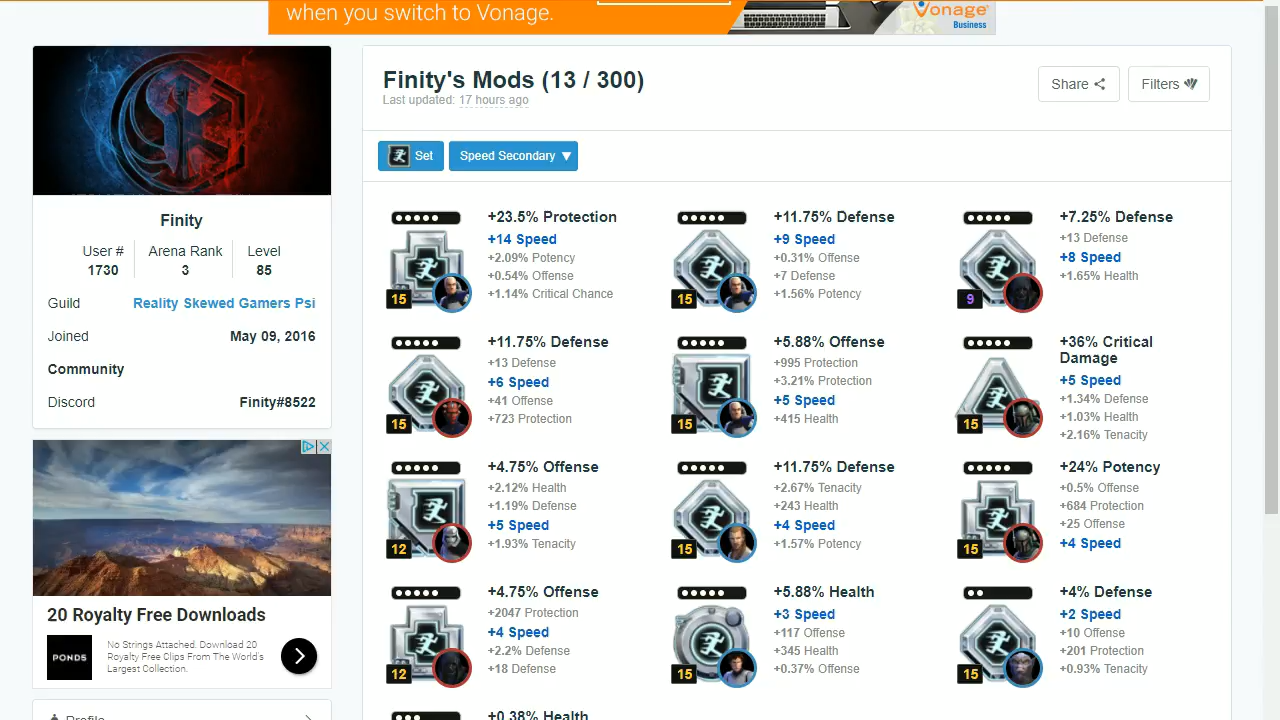 when you switch to Vonage.
Vonage®
Business
Finity
User #
Arena Rank
Level
1730
3
85
Guild
Reality Skewed Gamers Psi
Joined
May 09, 2016
Community
Discord
Finity#8522
20 Royalty Free Downloads
PONDS
No Strings Attached. Download 20
Royalty Free Clips From The World's
Largest Collection.
Profile
Finity's Mods (13 / 300)
Last updated: 17 hours ago
Share
Filters
Set
Speed Secondary ▼
15
+23.5% Protection
+14 Speed
+2.09% Potency
+0.54% Offense
+1.14% Critical Chance
15
+11.75% Defense
+9 Speed
+0.31% Offense
+7 Defense
+1.56% Potency
9
+7.25% Defense
+13 Defense
+8 Speed
+1.65% Health
15
+11.75% Defense
+13 Defense
+6 Speed
+41 Offense
+723 Protection
15
+5.88% Offense
+995 Protection
+3.21% Protection
+5 Speed
+415 Health
15
+36% Critical
Damage
+5 Speed
+1.34% Defense
+1.03% Health
+2.16% Tenacity
12
+4.75% Offense
+2.12% Health
+1.19% Defense
+5 Speed
+1.93% Tenacity
15
+11.75% Defense
+2.67% Tenacity
+243 Health
+4 Speed
+1.57% Potency
15
+24% Potency
+0.5% Offense
+684 Protection
+25 Offense
+4 Speed
12
+4.75% Offense
+2047 Protection
+4 Speed
+2.2% Defense
+18 Defense
15
+5.88% Health
+3 Speed
+117 Offense
+345 Health
+0.37% Offense
15
+4% Defense
+2 Speed
+10 Offense
+201 Protection
+0.93% Tenacity
+0.38% Health